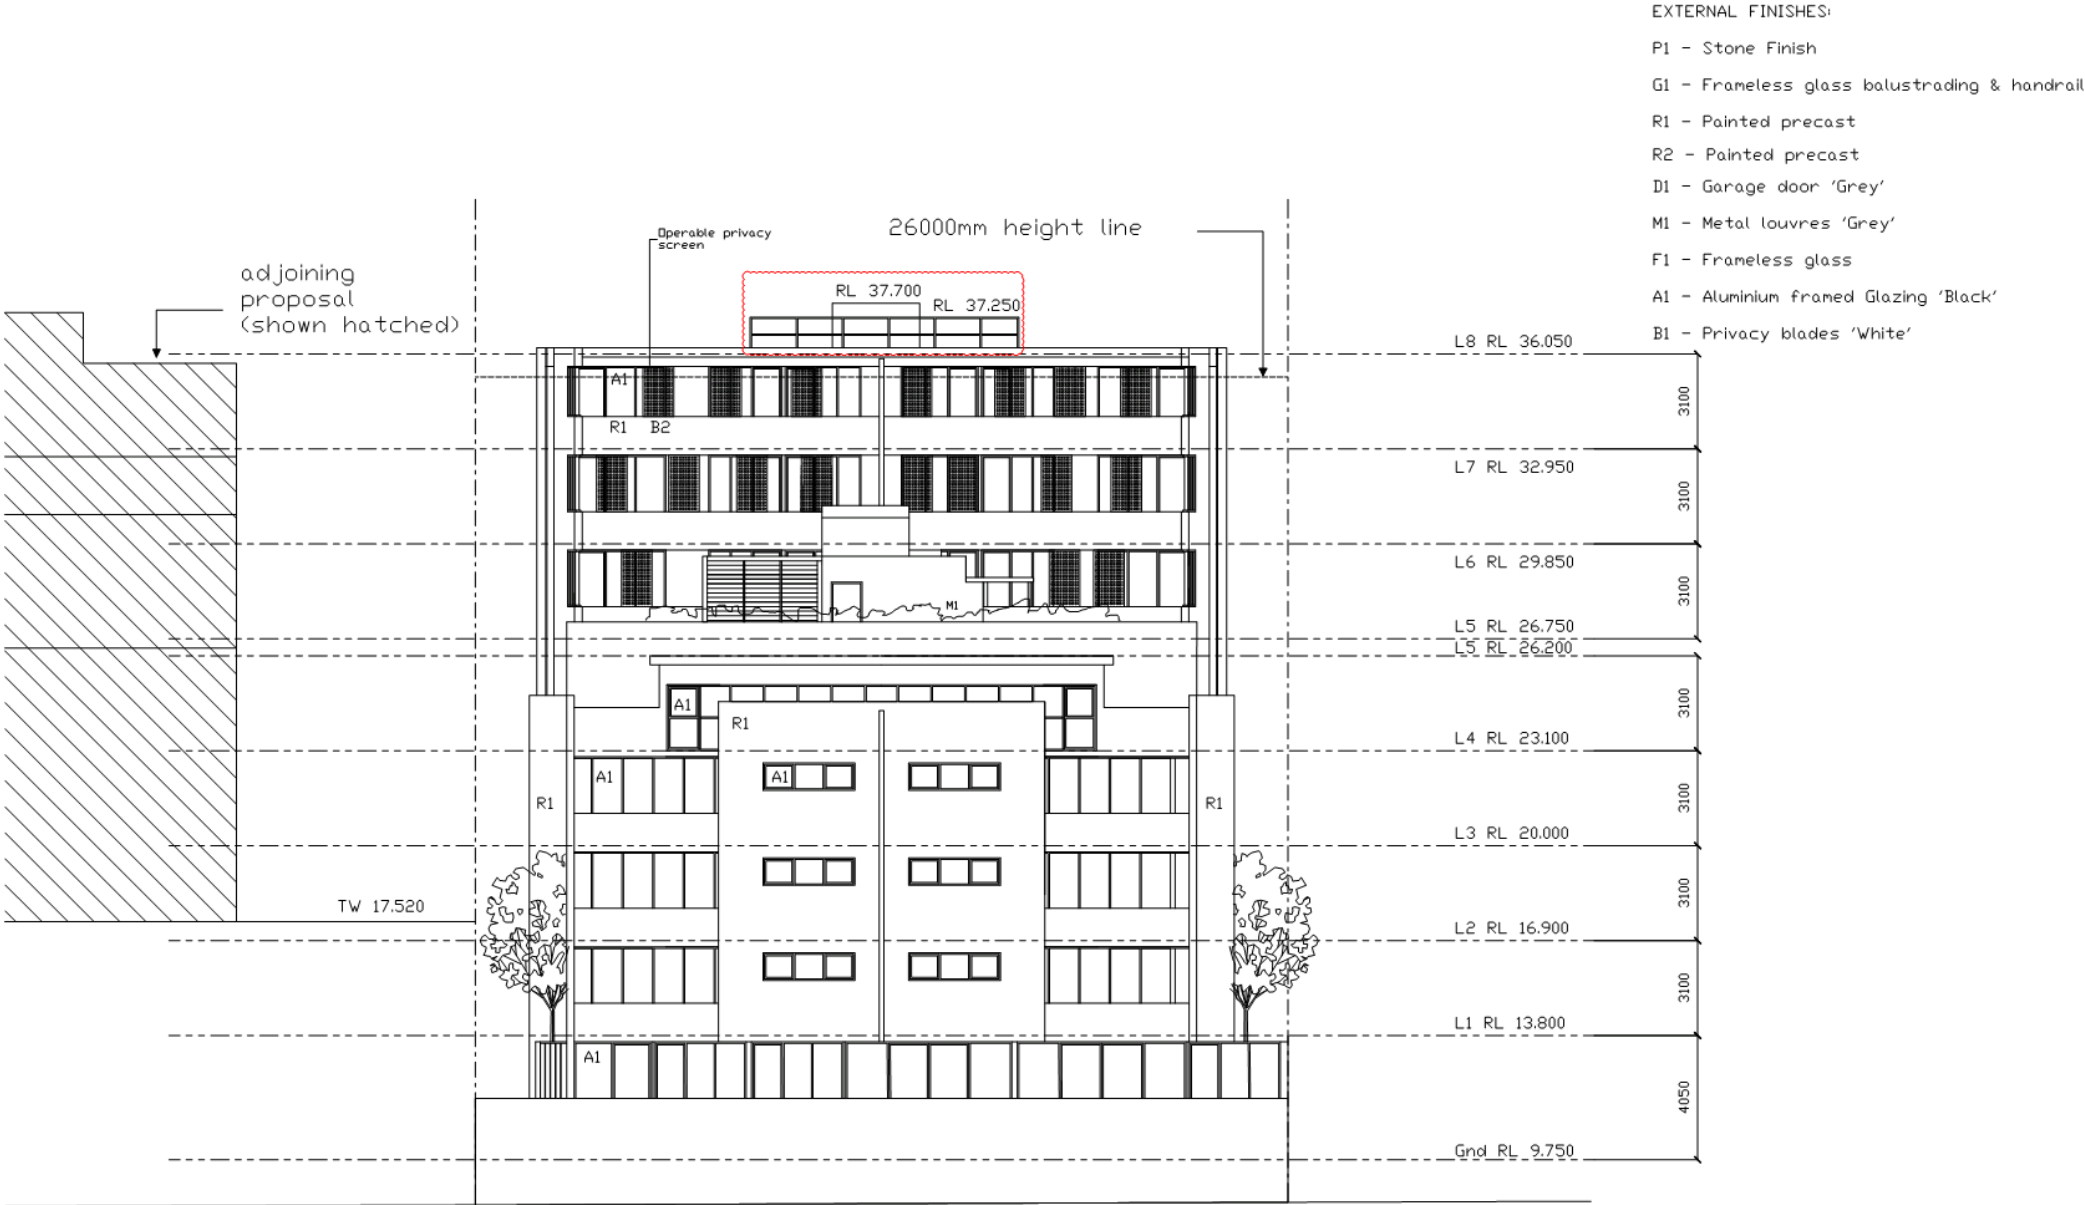 EXTERNAL FINISHES:
P1 - Stone Finish
G1 - Frameless glass balustrading & handrail
R1 - Painted precast
R2 - Painted precast
D1 - Garage door 'Grey'
M1 - Metal louvres 'Grey'
F1 - Frameless glass
A1 - Aluminium framed Glazing 'Black'
B1 - Privacy blades 'White'
26000mm height line
Operable privacy
screen
adjoining
proposal
(shown hatched)
RL 37.700
RL 37.250
L8 RL 36.050
A1
3100
R1 B2
L7 RL 32.950
3100
L6 RL 29.850
3100
M1
L5 RL 26.750
L5 RL 26.200
A1
3100
R1
L4 RL 23.100
A1
A1
3100
R1
R1
L3 RL 20.000
3100
TW 17.520
L2 RL 16.900
3100
L1 RL 13.800
A1
4050
Gnd RL 9.750